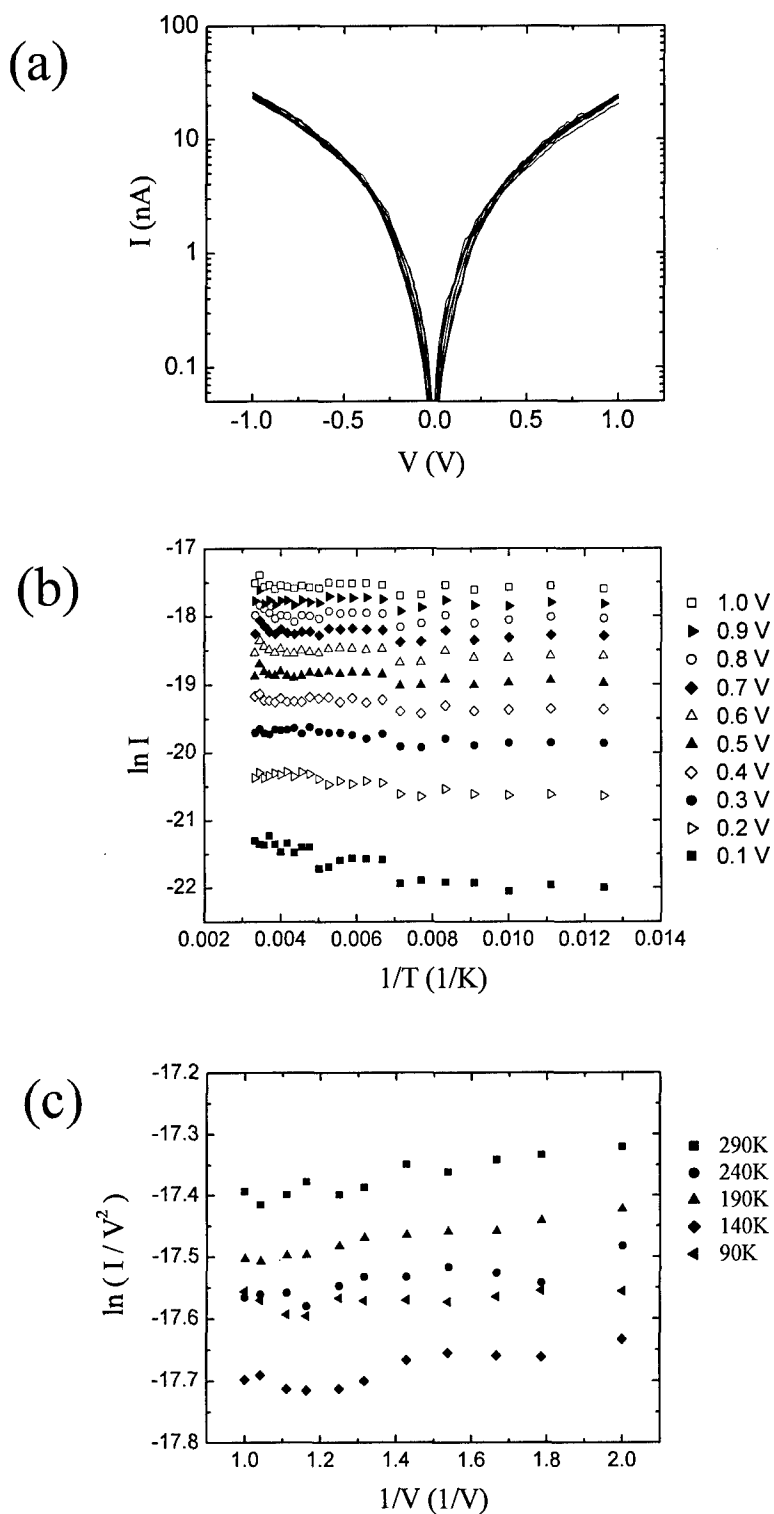 (a)
100
10
1
0.1
I (nA)
-1.0 -0.5 0.0 0.5 1.0
V (V)
(b)
-17
-18
-19
-20
-21
-22
ln I
0.002 0.004 0.006 0.008 0.010 0.012 0.014
1/T (1/K)
1.0 V
0.9 V
0.8 V
0.7 V
0.6 V
0.5 V
0.4 V
0.3 V
0.2 V
0.1 V
(c)
-17.2
-17.3
-17.4
-17.5
-17.6
-17.7
-17.8
ln ( I / V²)
1.0 1.2 1.4 1.6 1.8 2.0
1/V (1/V)
290K
240K
190K
140K
90K